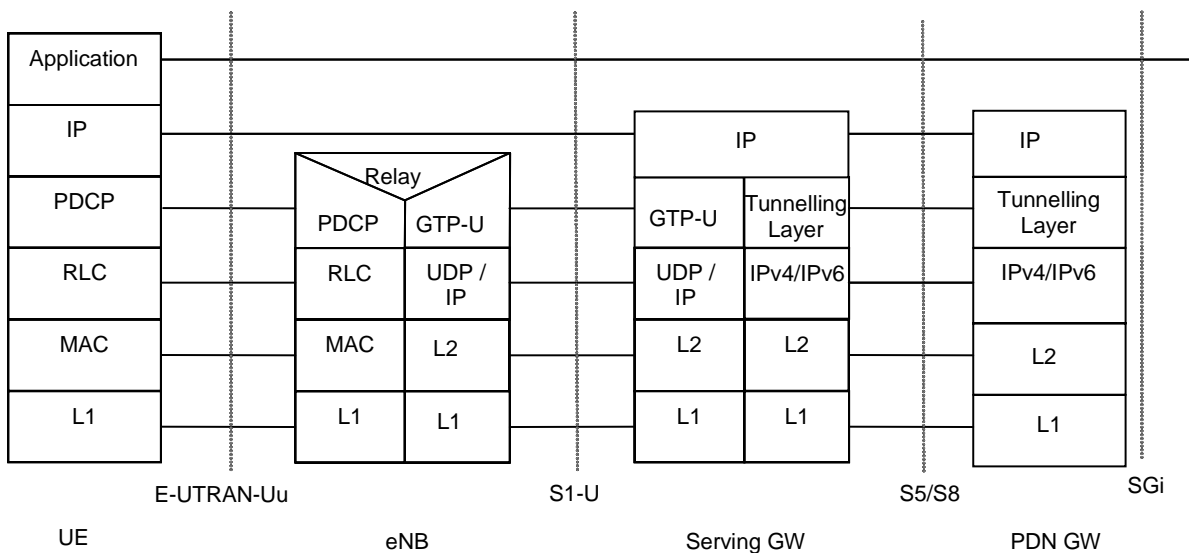 Application
IP
IP
IP
Relay
PDCP
PDCP
GTP-U
GTP-U
Tunnelling
Layer
Tunnelling
Layer
RLC
RLC
UDP /
IP
UDP /
IP
IPv4/IPv6
IPv4/IPv6
MAC
MAC
L2
L2
L2
L2
L1
L1
L1
L1
L1
L1
E-UTRAN-Uu
S1-U
S5/S8
SGi
UE
eNB
Serving GW
PDN GW